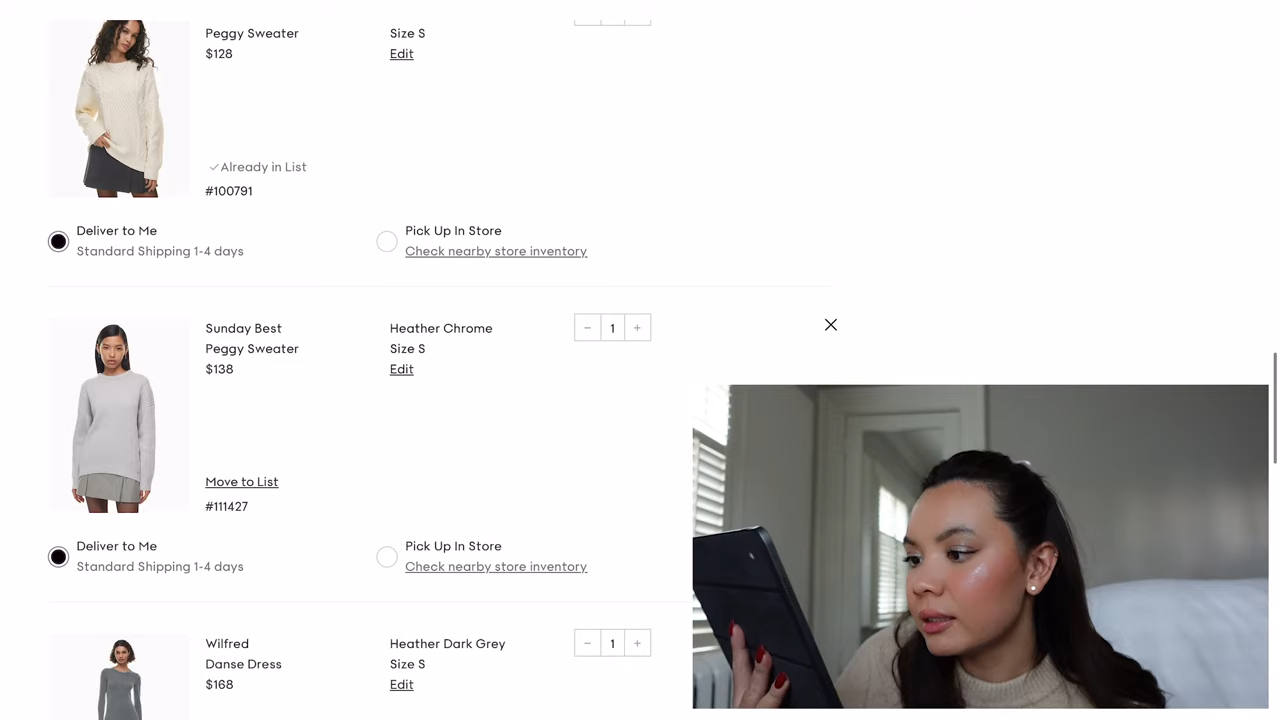 Peggy Sweater
$128
Size S
Edit
Already in List
#100791
Deliver to Me
Standard Shipping 1-4 days
Pick Up In Store
Check nearby store inventory
Sunday Best
Peggy Sweater
$138
Heather Chrome
Size S
Edit
− 1 +
Move to List
#111427
Deliver to Me
Standard Shipping 1-4 days
Pick Up In Store
Check nearby store inventory
Wilfred
Danse Dress
$168
Heather Dark Grey
Size S
Edit
− 1 +